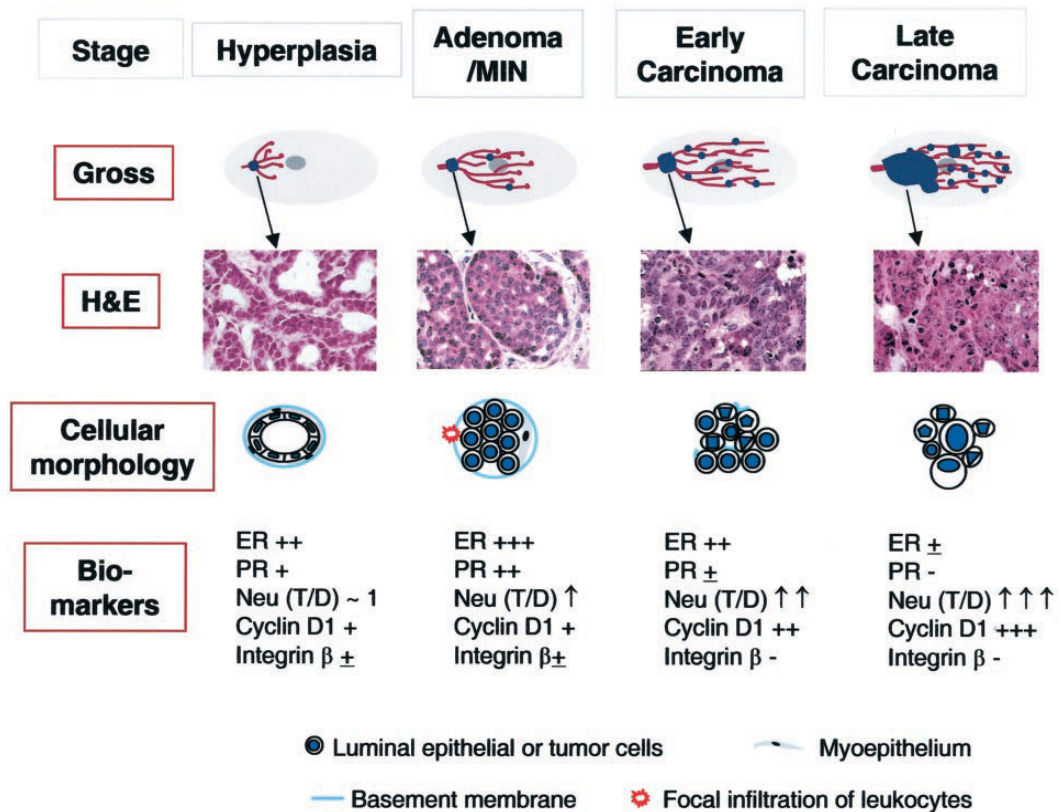 Stage
Hyperplasia
Adenoma
/MIN
Early
Carcinoma
Late
Carcinoma
Gross
H&E
Cellular
morphology
Bio-
markers
ER ++
PR +
Neu (T/D) ~ 1
Cyclin D1 +
Integrin β ±
ER +++
PR ++
Neu (T/D) ↑
Cyclin D1 +
Integrin β±
ER ++
PR ±
Neu (T/D) ↑ ↑
Cyclin D1 ++
Integrin β -
ER ±
PR -
Neu (T/D) ↑ ↑ ↑
Cyclin D1 +++
Integrin β -
Luminal epithelial or tumor cells
Myoepithelium
Basement membrane
Focal infiltration of leukocytes